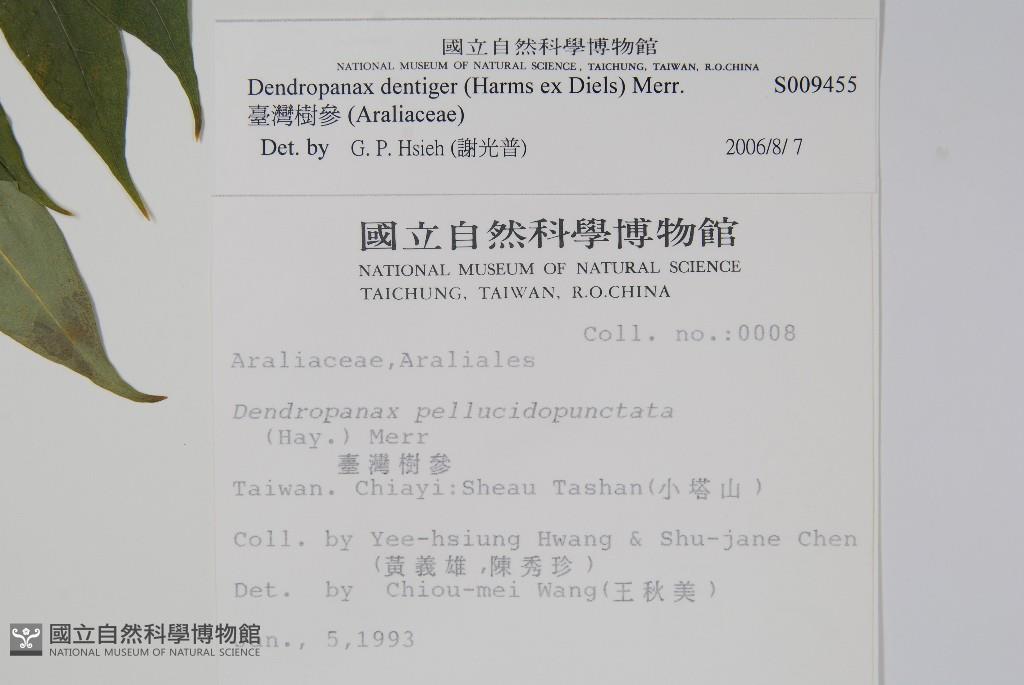 國立自然科學博物館
NATIONAL MUSEUM OF NATURAL SCIENCE, TAICHUNG, TAIWAN, R.O.CHINA
Dendropanax dentiger (Harms ex Diels) Merr. S009455
臺灣樹參 (Araliaceae)
Det. by G. P. Hsieh (謝光普) 2006/8/ 7
國立自然科學博物館
NATIONAL MUSEUM OF NATURAL SCIENCE
TAICHUNG, TAIWAN, R.O.CHINA
Coll. no.:0008
Araliaceae,Araliales
Dendropanax pellucidopunctata
(Hay.) Merr
臺灣樹參
Taiwan. Chiayi:Sheau Tashan(小塔山)
Coll. by Yee-hsiung Hwang & Shu-jane Chen
(黃義雄,陳秀珍)
Det. by Chiou-mei Wang(王秋美)
5,1993
國立自然科學博物館
NATIONAL MUSEUM OF NATURAL SCIENCE